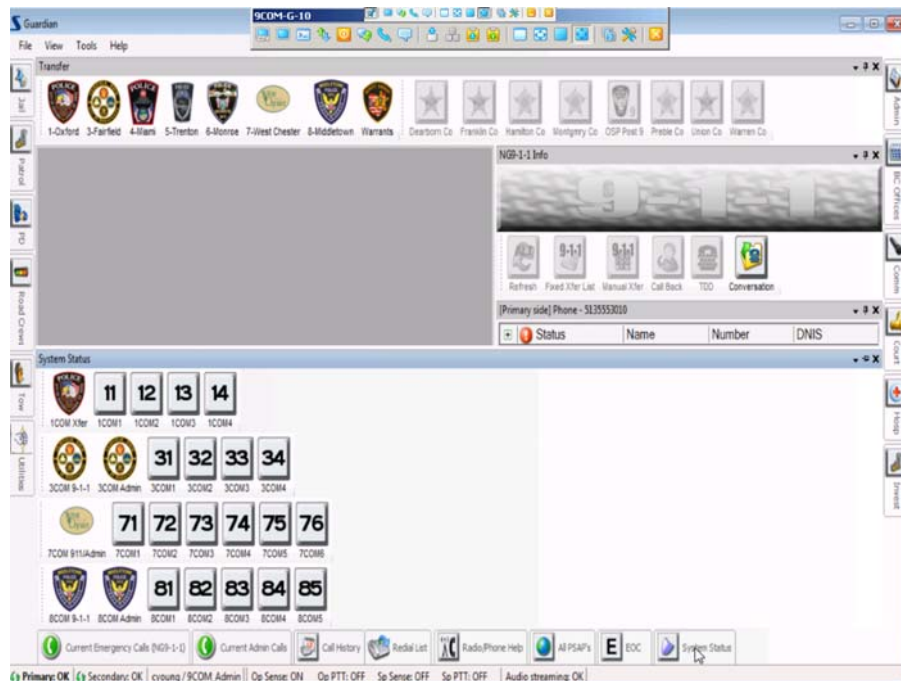 9COM-G-10
Guardian
File View Tools Help
Transfer
1-Oxford 3-Fairfield 4-Miami 5-Trenton 6-Monroe 7-West Chester 8-Middletown Warrants Dearborn Co Franklin Co Hamilton Co Montgmry Co OSP Post 9 Preble Co Union Co Warren Co
Jail
Patrol
PD
Road Crews
Tow
Utilities
NG9-1-1 Info
9-1-1
9-1-1 9-1-1
Refresh Fixed Xfer List Manual Xfer Call Back TDD Conversation
[Primary side] Phone - 5135553010
Status Name Number DNIS
Admin
BC Offices
Comm
Court
Hosp
Invest
System Status
11 12 13 14
1COM Xfer 1COM1 1COM2 1COM3 1COM4
31 32 33 34
3COM 9-1-1 3COM Admin 3COM1 3COM2 3COM3 3COM4
71 72 73 74 75 76
7COM 911/Admin 7COM1 7COM2 7COM3 7COM4 7COM5 7COM6
81 82 83 84 85
8COM 9-1-1 8COM Admin 8COM1 8COM2 8COM3 8COM4 8COM5
Current Emergency Calls (NG9-1-1) Current Admin Calls Call History Redial List Radio/Phone Help All PSAP's E EOC System Status
Primary: OK Secondary: OK cyoung / 9COM Admin Op Sense: ON Op PTT: OFF Sp Sense: OFF Sp PTT: OFF Audio streaming: OK